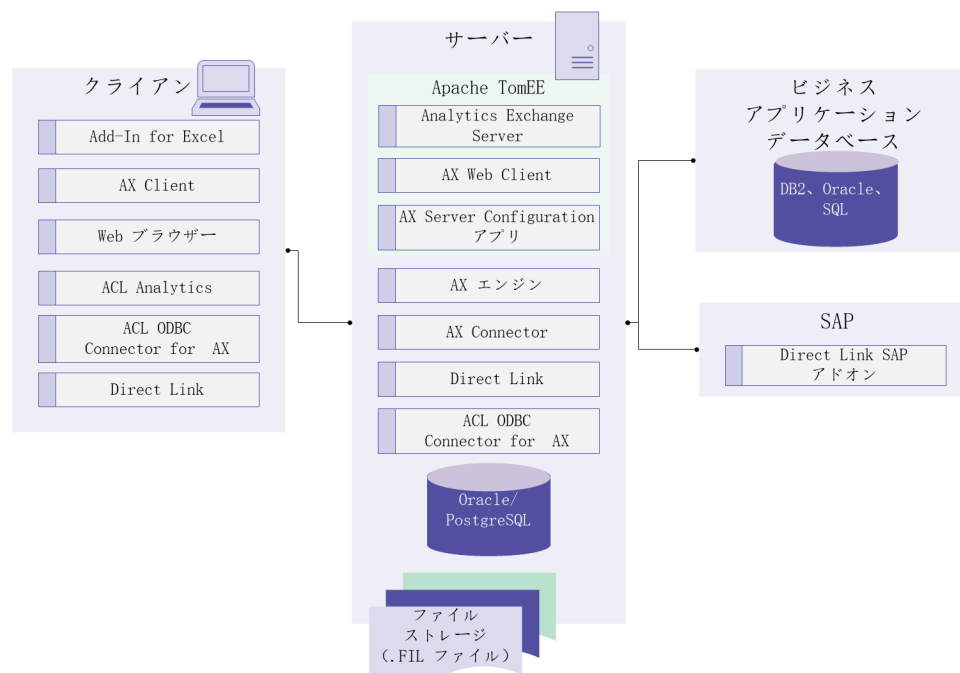 クライアン
Add-In for Excel
AX Client
Web ブラウザー
ACL Analytics
ACL ODBC
Connector for AX
Direct Link
サーバー
Apache TomEE
Analytics Exchange
Server
AX Web Client
AX Server Configuration
アプリ
AX エンジン
AX Connector
Direct Link
ACL ODBC
Connector for AX
Oracle/
PostgreSQL
ファイル
ストレージ
(.FIL ファイル)
ビジネス
アプリケーション
データベース
DB2、Oracle、
SQL
SAP
Direct Link SAP
アドオン